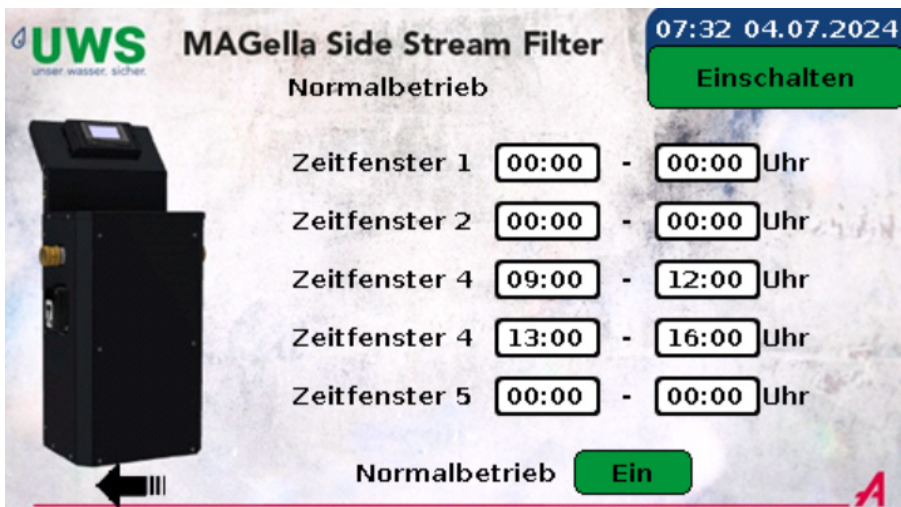 UWS
unser. wasser. sicher.
MAGella Side Stream Filter
07:32 04.07.2024
Normalbetrieb
Einschalten
Zeitfenster 1 00:00 - 00:00 Uhr
Zeitfenster 2 00:00 - 00:00 Uhr
Zeitfenster 4 09:00 - 12:00 Uhr
Zeitfenster 4 13:00 - 16:00 Uhr
Zeitfenster 5 00:00 - 00:00 Uhr
Normalbetrieb Ein